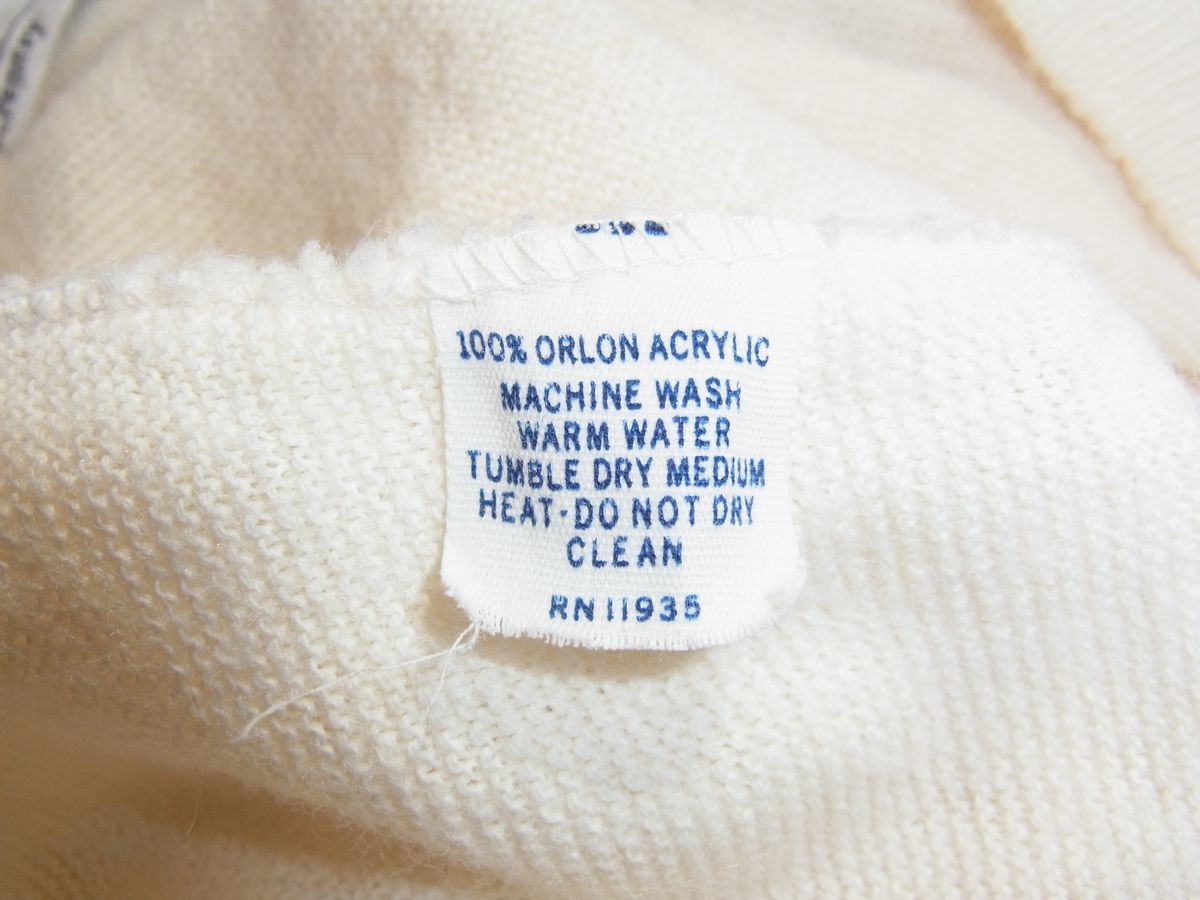 100% ORLON ACRYLIC
MACHINE WASH
WARM WATER
TUMBLE DRY MEDIUM
HEAT·DO NOT DRY
CLEAN
RN 11935